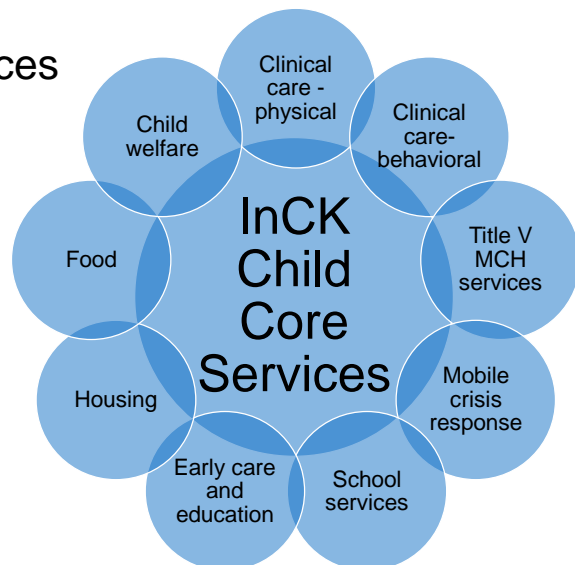 ces
Clinical
care -
physical
Clinical
care-
behavioral
Title V
MCH
services
Mobile
crisis
response
School
services
Early care
and
education
Housing
Food
Child
welfare
InCK
Child
Core
Services